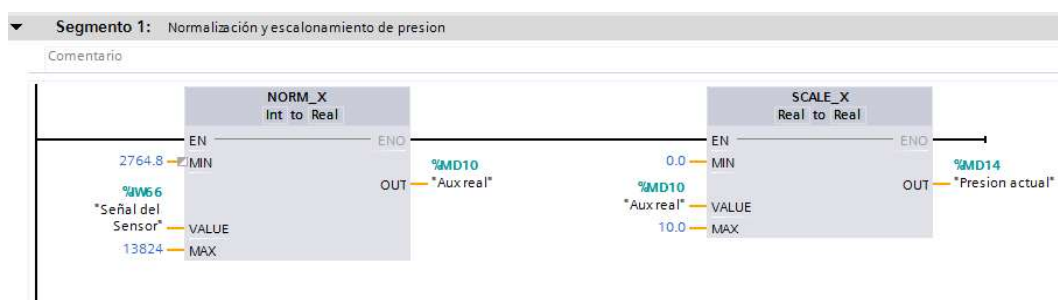 Segmento 1: Normalización y escalonamiento de presion
Comentario
NORM_X
Int to Real
EN
ENO
2764.8
MIN
%IW66
"Señal del
Sensor"
VALUE
13824
MAX
OUT
%MD10
"Aux real"
SCALE_X
Real to Real
EN
ENO
0.0
MIN
%MD10
"Aux real"
VALUE
10.0
MAX
OUT
%MD14
"Presion actual"